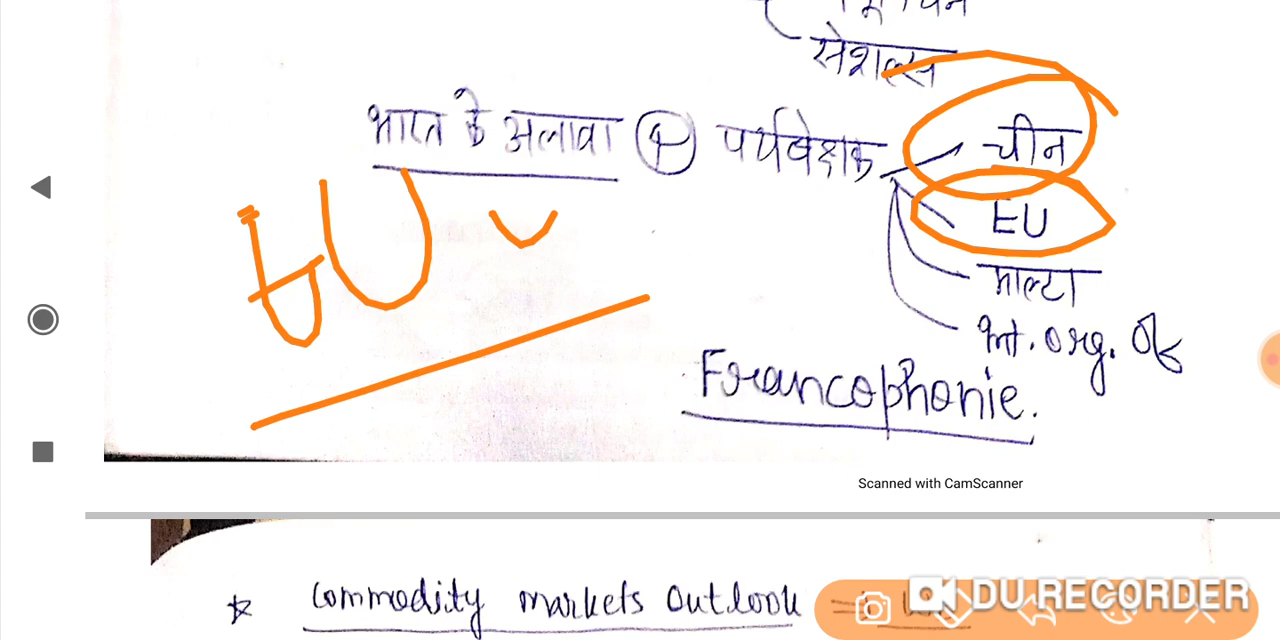 सेशल्स
भारत के अलावा 4 पर्यवेक्षक चीन
EU
EU
माल्टा
Int. org. of
Francophonie.
Scanned with CamScanner
* Commodity markets Outlook =>
DU RECORDER